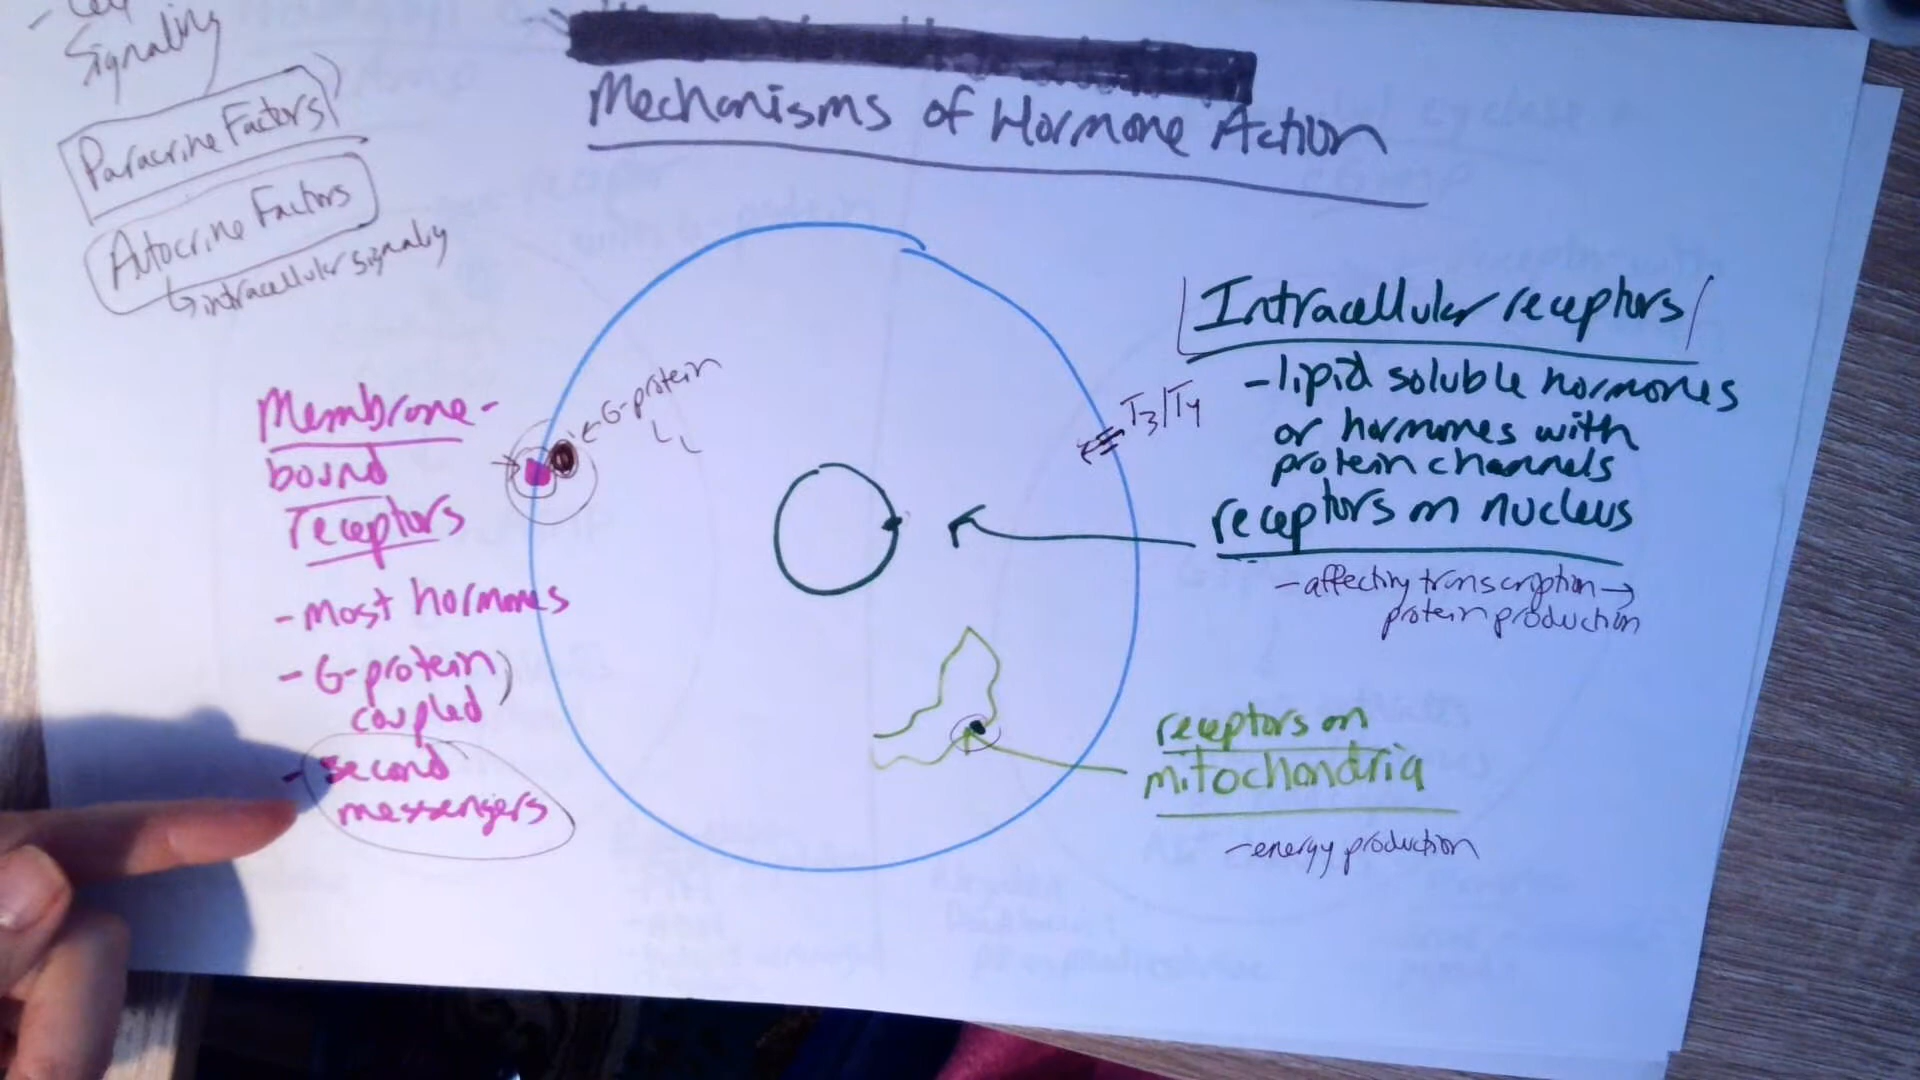 Signaling
Paracrine Factors
Autocrine Factors
intracellular signaling
Mechanisms of Hormone Action
Membrane-
bound
receptors
- most hormones
- G-protein
coupled
- second
messengers
G-protein
T3/T4
Intracellular receptors
- lipid soluble hormones
or hormones with
protein channels
receptors on nucleus
- affecting transcription →
protein production
receptors on
mitochondria
- energy production